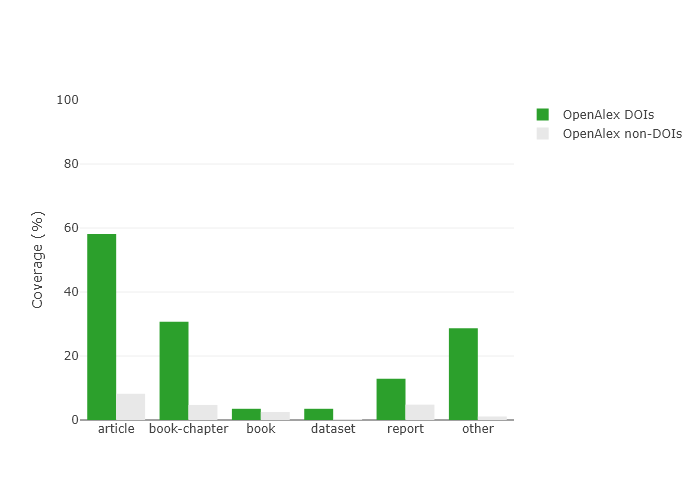 100
80
60
40
20
0
Coverage (%)
article book-chapter book dataset report other
OpenAlex DOIs
OpenAlex non-DOIs